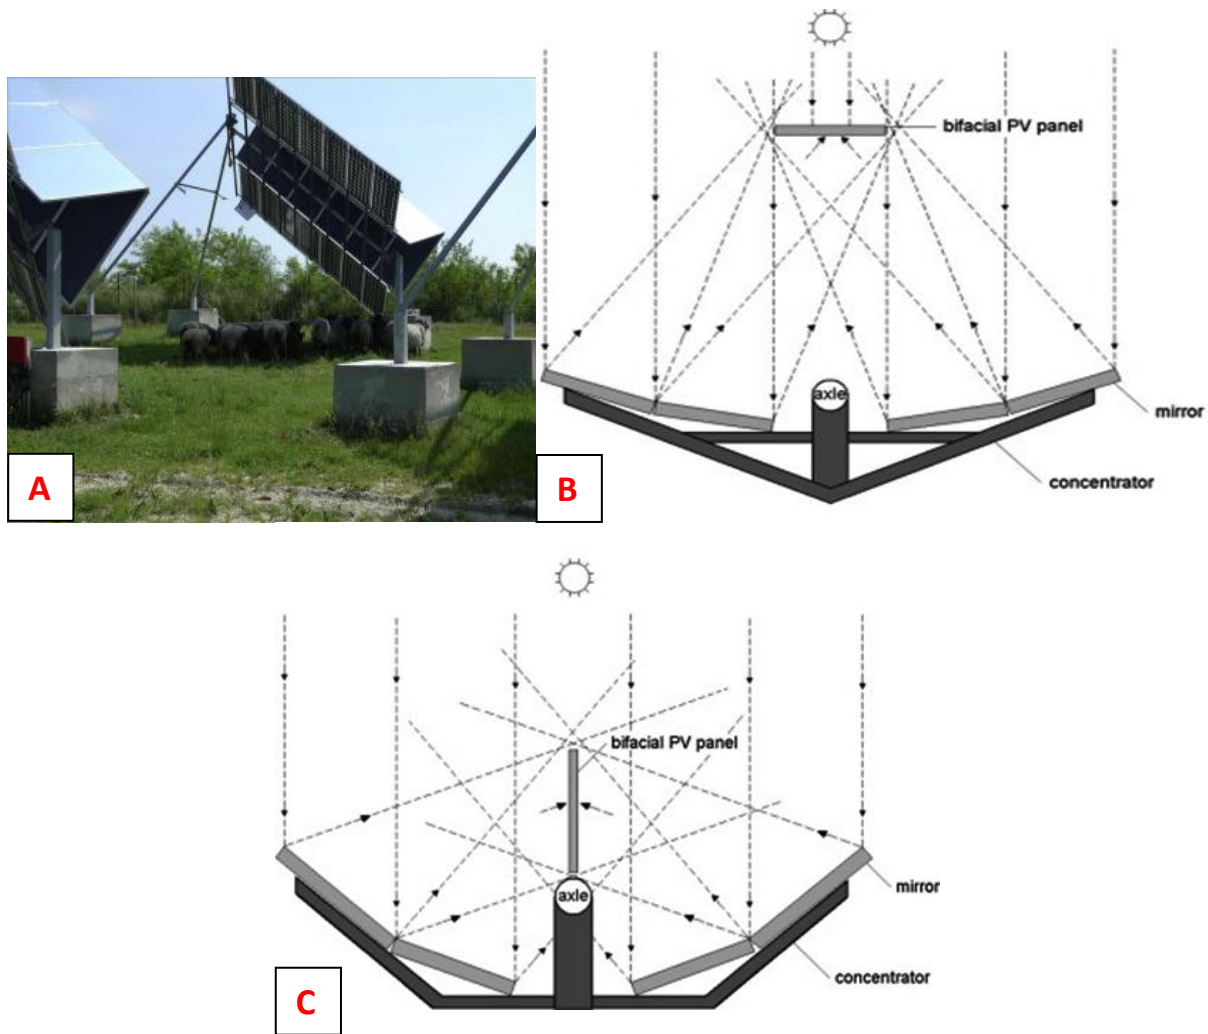 bifacial PV panel
axle
mirror
concentrator
A
B
bifacial PV panel
axle
mirror
concentrator
C